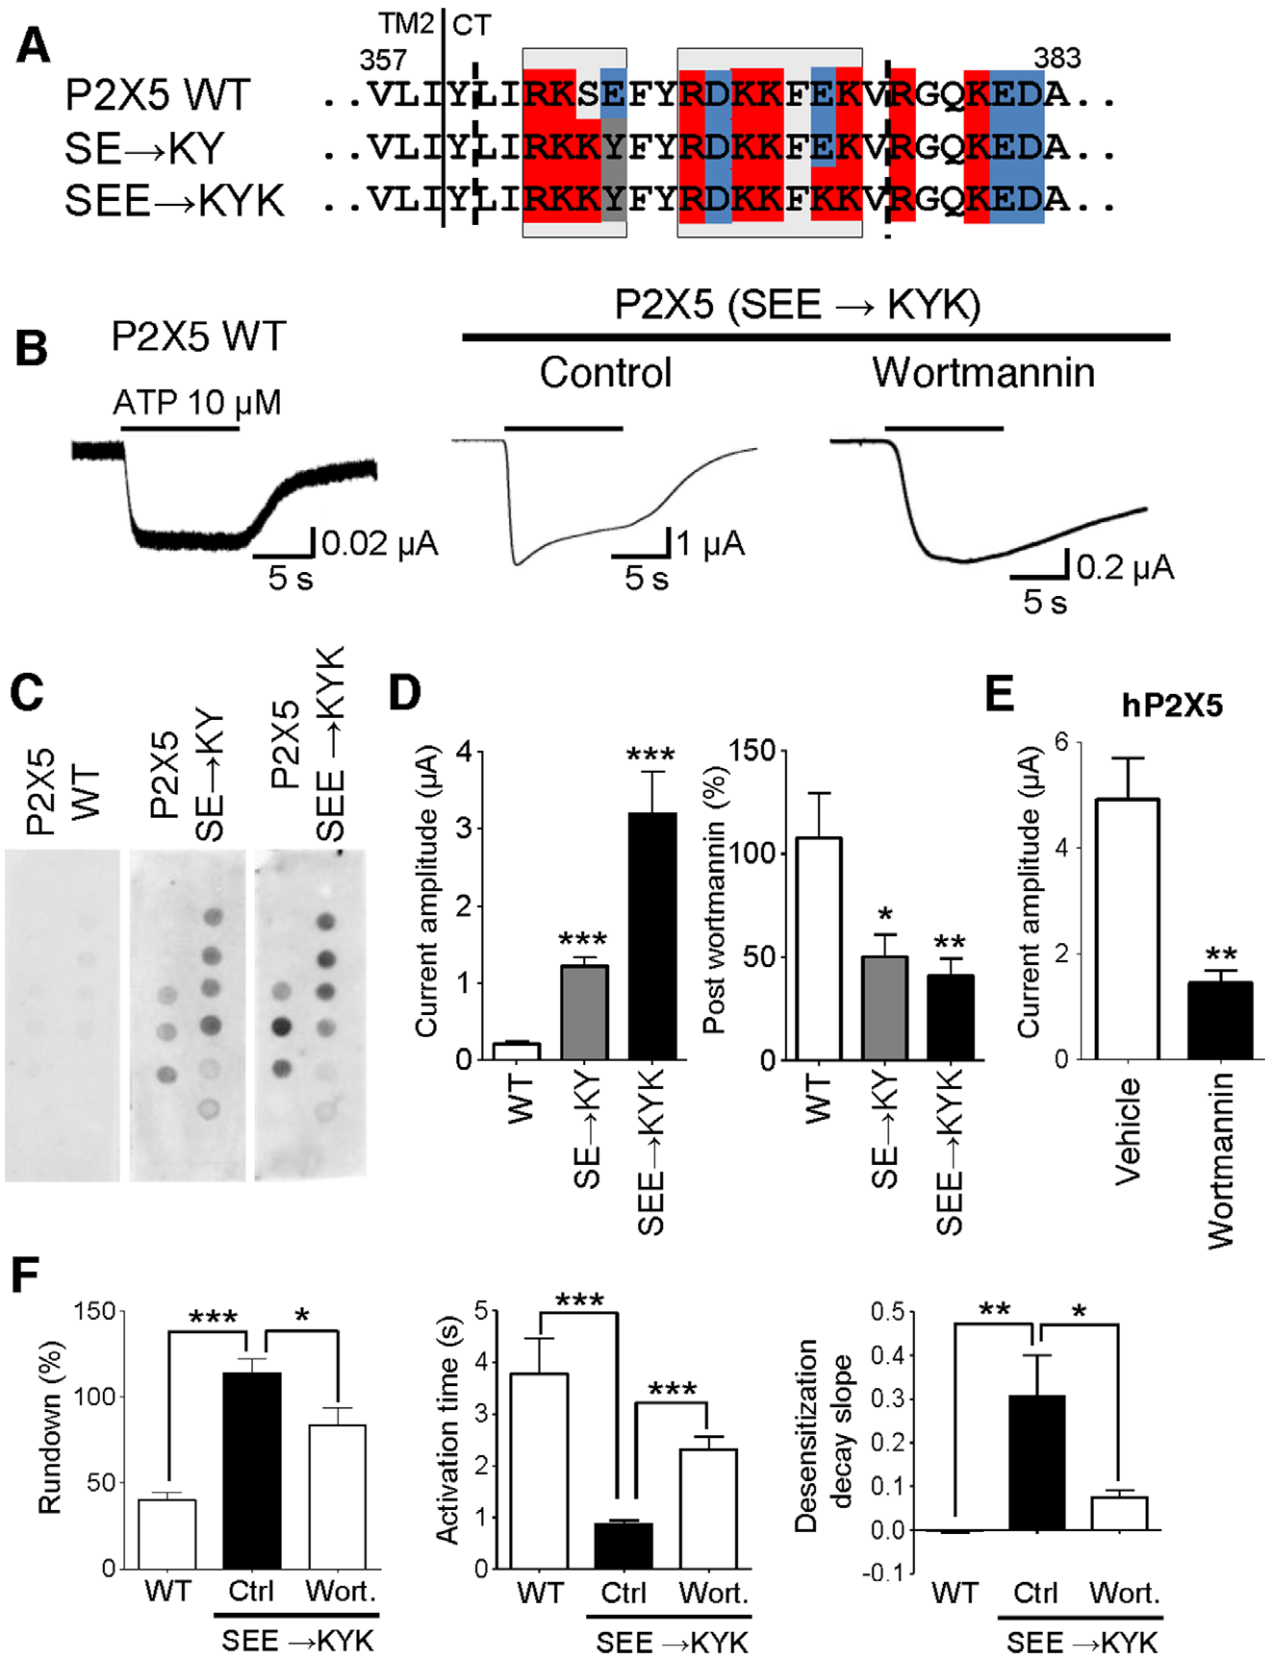 A
TM2 CT
357
383
P2X5 WT
..VLIYLIRKSEFYRDKKFEKVRGQKEDA..
SE→KY
..VLIYLIRKKYFYRDKKFEKVRGQKEDA..
SEE→KYK
..VLIYLIRKKYFYRDKKFKKVRGQKEDA..
B
P2X5 WT
ATP 10 µM
0.02 µA
5 s
P2X5 (SEE → KYK)
Control
1 µA
5 s
Wortmannin
0.2 µA
5 s
C
P2X5
WT
P2X5
SE→KY
P2X5
SEE→KYK
D
Current amplitude (µA)
4
3
2
1
0
***
***
WT
SE→KY
SEE→KYK
Post wortmannin (%)
150
100
50
0
*
**
WT
SE→KY
SEE→KYK
E
hP2X5
Current amplitude (µA)
6
4
2
0
**
Vehicle
Wortmannin
F
Rundown (%)
150
100
50
0
***
*
WT
Ctrl
Wort.
SEE →KYK
Activation time (s)
5
4
3
2
1
0
***
***
WT
Ctrl
Wort.
SEE →KYK
Desensitization
decay slope
0.5
0.4
0.3
0.2
0.1
0.0
-0.1
**
*
WT
Ctrl
Wort.
SEE →KYK